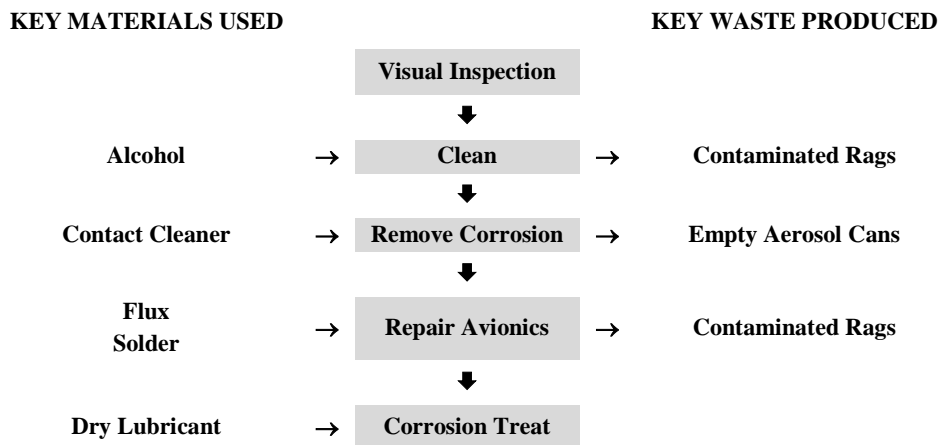 KEY MATERIALS USED
KEY WASTE PRODUCED
Visual Inspection
Alcohol → Clean → Contaminated Rags
Contact Cleaner → Remove Corrosion → Empty Aerosol Cans
Flux
Solder → Repair Avionics → Contaminated Rags
Dry Lubricant → Corrosion Treat